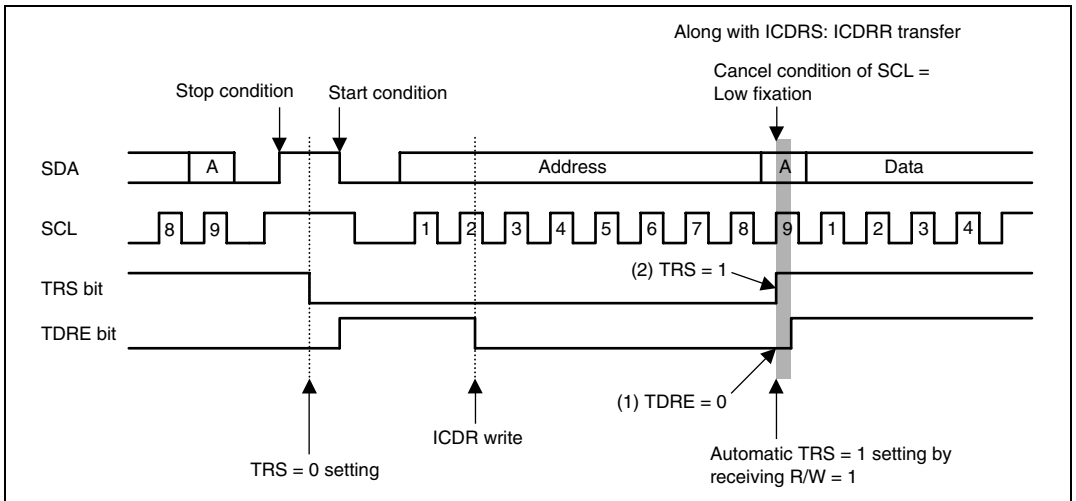 Along with ICDRS: ICDRR transfer
Cancel condition of SCL =
Low fixation
Stop condition
Start condition
SDA
A
Address
A
Data
SCL
8 9 1 2 3 4 5 6 7 8 9 1 2 3 4
(2) TRS = 1
TRS bit
TDRE bit
(1) TDRE = 0
ICDR write
TRS = 0 setting
Automatic TRS = 1 setting by
receiving R/W = 1